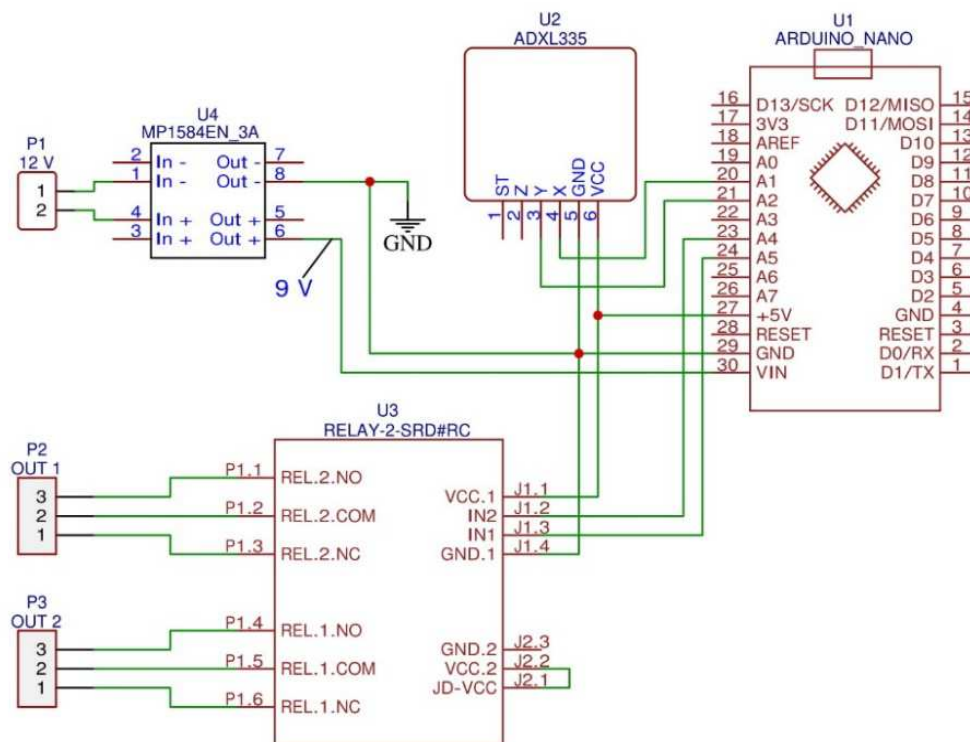 U2
ADXL335
U1
ARDUINO_NANO
U4
MP1584EN_3A
P1
12 V
1
2
2 In - Out - 7
1 In - Out - 8
4 In + Out + 5
3 In + Out + 6
GND
9 V
ST Z Y X GND VCC
1 2 3 4 5 6
16 D13/SCK D12/MISO 15
17 3V3 D11/MOSI 14
18 AREF D10 13
19 A0 D9 12
20 A1 D8 11
21 A2 D7 10
22 A3 D6 9
23 A4 D5 8
24 A5 D4 7
25 A6 D3 6
26 A7 D2 5
27 +5V GND 4
28 RESET RESET 3
29 GND D0/RX 2
30 VIN D1/TX 1
U3
RELAY-2-SRD#RC
P2
OUT 1
3
2
1
P3
OUT 2
3
2
1
P1.1 REL.2.NO
P1.2 REL.2.COM
P1.3 REL.2.NC
P1.4 REL.1.NO
P1.5 REL.1.COM
P1.6 REL.1.NC
VCC.1 J1.1
IN2 J1.2
IN1 J1.3
GND.1 J1.4
GND.2 J2.3
VCC.2 J2.2
JD-VCC J2.1